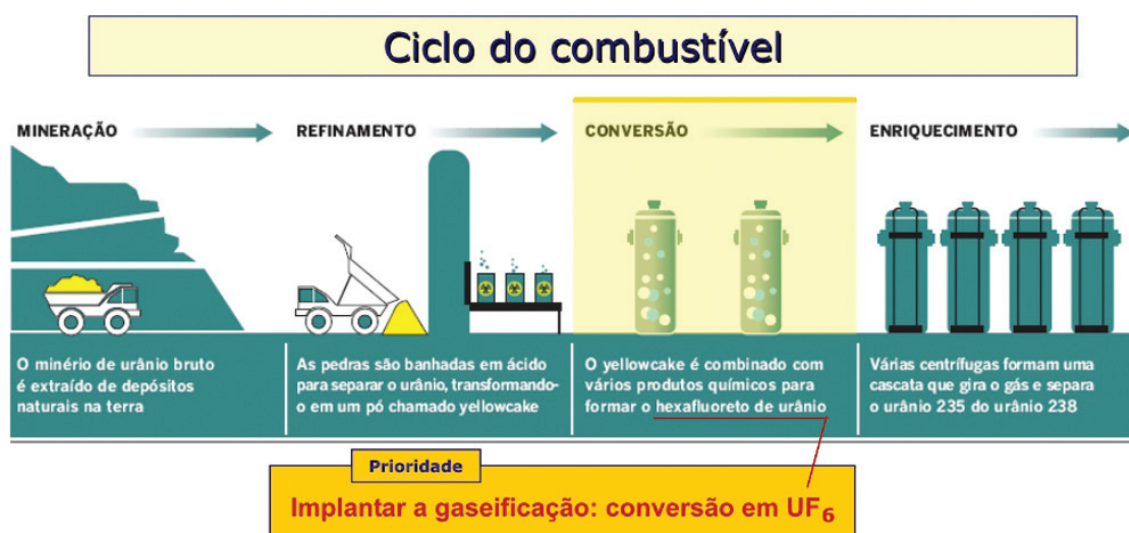 Ciclo do combustível
MINERAÇÃO
O minério de urânio bruto
é extraído de depósitos
naturais na terra
REFINAMENTO
As pedras são banhadas em ácido
para separar o urânio, transformando-
o em um pó chamado yellowcake
CONVERSÃO
O yellowcake é combinado com
vários produtos químicos para
formar o hexafluoreto de urânio
ENRIQUECIMENTO
Várias centrífugas formam uma
cascata que gira o gás e separa
o urânio 235 do urânio 238
Prioridade
Implantar a gaseificação: conversão em UF₆